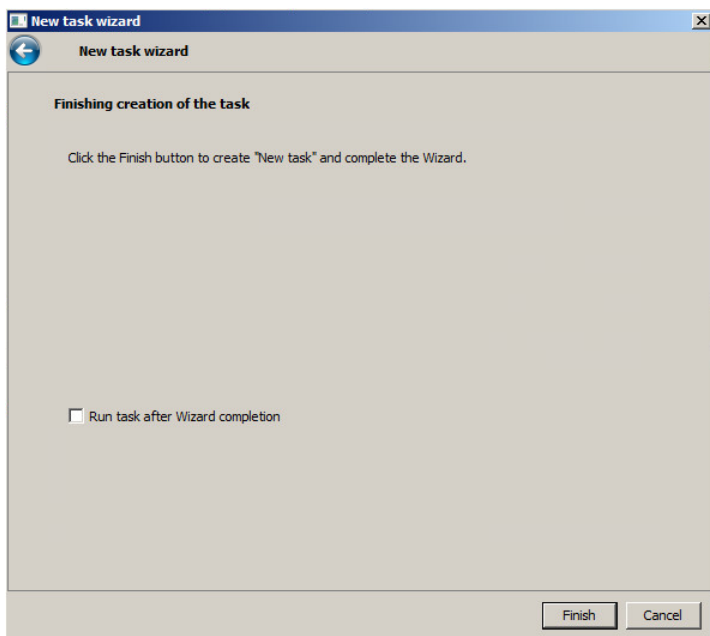 New task wizard
New task wizard
Finishing creation of the task
Click the Finish button to create "New task" and complete the Wizard.
Run task after Wizard completion
Finish Cancel